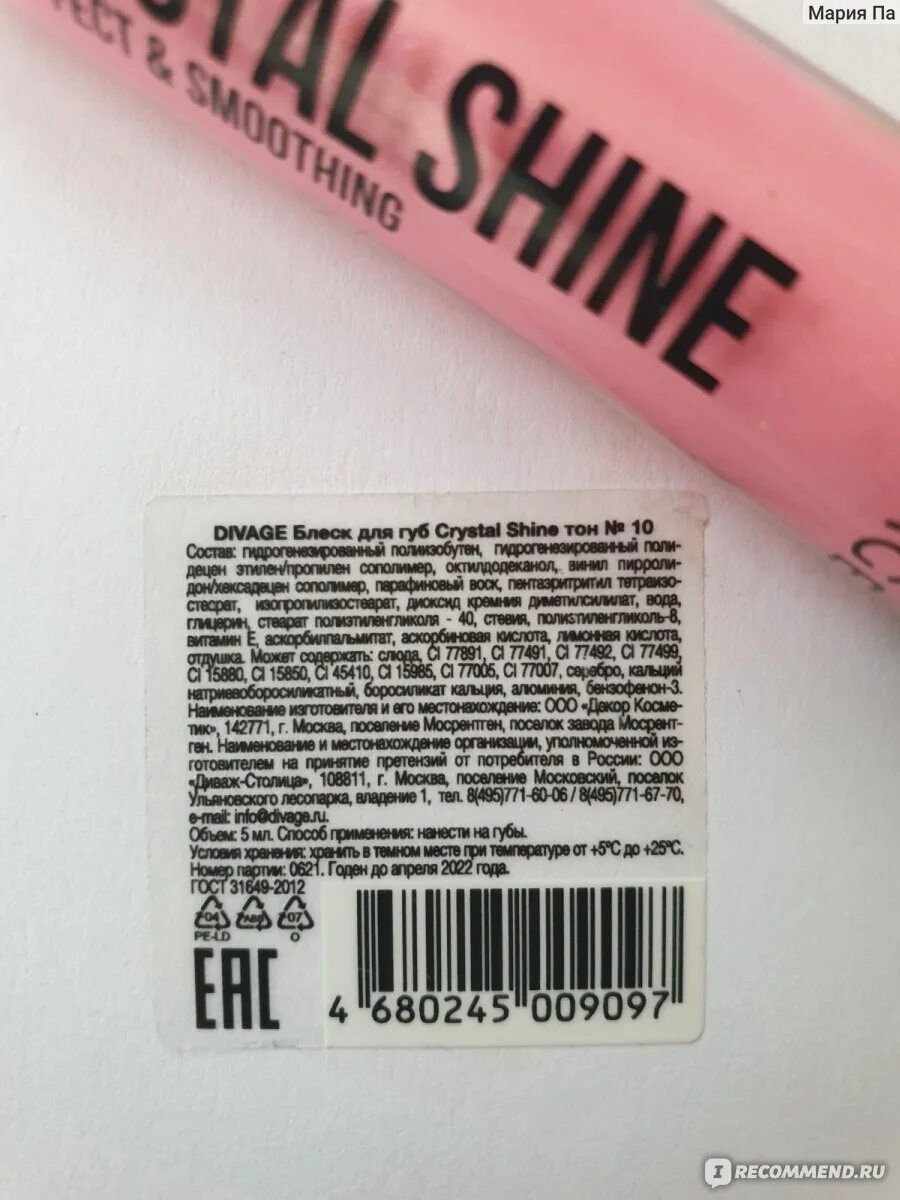 Мария Па
STAL SHINE
FECT & SMOOTHING
DIVAGE Блеск для губ Crystal Shine тон № 10
Состав: гидрогенезированный полиизобутен, гидрогенезированный поли-
децен этилен/пропилен сополимер, октилдодеканол, винил пирроли-
дон/хексадецен сополимер, парафиновый воск, пентаэритритил тетраизо-
стеорат, изопропилизостеарат, диоксид кремния диметилсилилат, вода,
глицерин, стеарат полиэтиленгликоля - 40, стевия, полиэтиленгликоль-8,
витамин Е, аскорбилпальмитат, аскорбиновая кислота, лимонная кислота,
отдушка. Может содержать: слюда, CI 77891, CI 77491, CI 77492, CI 77499,
CI 15880, CI 15850, CI 45410, CI 15985, CI 77005, CI 77007, серебро, кальций
натриевоборосиликатный, боросиликат кальция, алюминия, бензофенон-3.
Наименование изготовителя и его местонахождение: ООО «Декор Косме-
тик», 142771, г. Москва, поселение Мосрентген, поселок завода Мосрент-
ген. Наименование и местонахождение организации, уполномоченной из-
готовителем на принятие претензий от потребителя в России: ООО
«Диваж-Столица», 108811, г. Москва, поселение Московский, поселок
Ульяновского лесопарка, владение 1, тел. 8(495)771-60-06 / 8(495)771-67-70,
e-mail: info@divage.ru.
Объем: 5 мл. Способ применения: нанести на губы.
Условия хранения: хранить в темном месте при температуре от +5°С до +25°С.
Номер партии: 0621. Годен до апреля 2022 года.
ГОСТ 31649-2012
04 ABS 07
PE-LD O
EAC
4 680245 009097
IRECOMMEND.RU